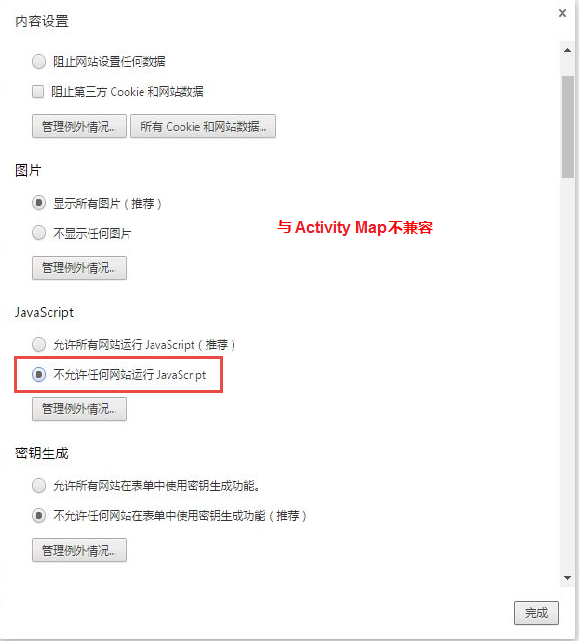 内容设置
x
阻止网站设置任何数据
阻止第三方 Cookie 和网站数据
管理例外情况... 所有 Cookie 和网站数据...
图片
显示所有图片（推荐）
与 Activity Map不兼容
不显示任何图片
管理例外情况...
JavaScript
允许所有网站运行 JavaScript（推荐）
不允许任何网站运行 JavaScript
管理例外情况...
密钥生成
允许所有网站在表单中使用密钥生成功能。
不允许任何网站在表单中使用密钥生成功能（推荐）
管理例外情况...
完成